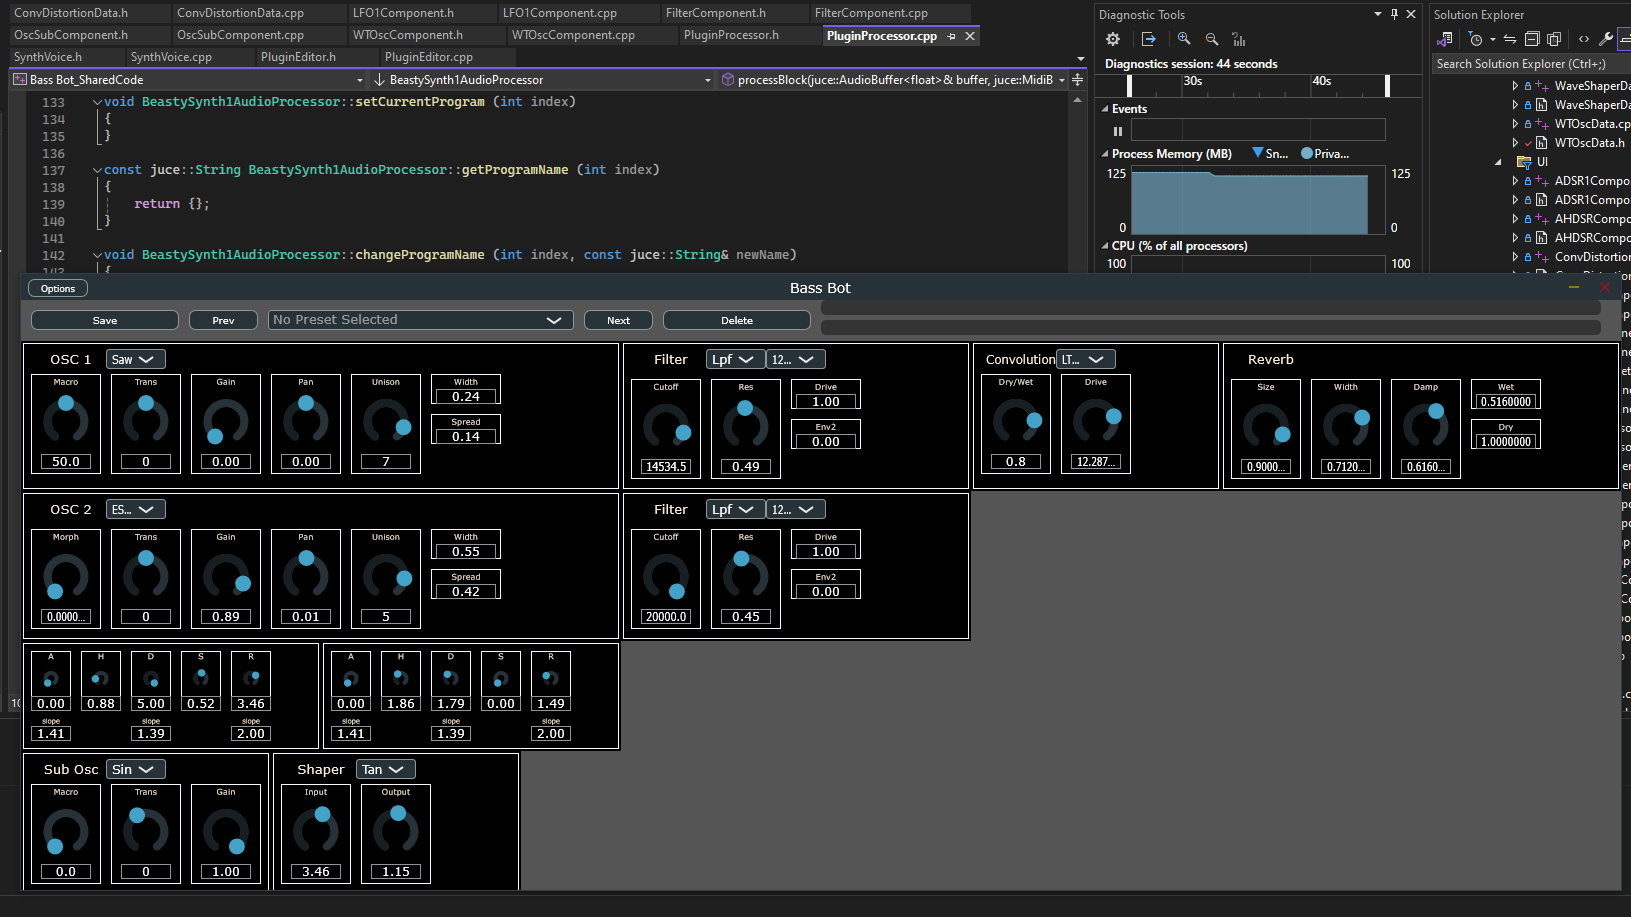 ConvDistortionData.h ConvDistortionData.cpp LFO1Component.h LFO1Component.cpp FilterComponent.h FilterComponent.cpp
OscSubComponent.h OscSubComponent.cpp WTOscComponent.h WTOscComponent.cpp PluginProcessor.h PluginProcessor.cpp
SynthVoice.h SynthVoice.cpp PluginEditor.h PluginEditor.cpp
Bass Bot_SharedCode BeastySynth1AudioProcessor processBlock(juce::AudioBuffer<float>& buffer, juce::MidiB
133 void BeastySynth1AudioProcessor::setCurrentProgram (int index)
134 {
135 }
136
137 const juce::String BeastySynth1AudioProcessor::getProgramName (int index)
138 {
139 return {};
140 }
141
142 void BeastySynth1AudioProcessor::changeProgramName (int index, const juce::String& newName)
143 {
Diagnostic Tools
Diagnostics session: 44 seconds
30s 40s
Events
Process Memory (MB) Sn... Priva...
125 125
0 0
CPU (% of all processors)
100 100
Solution Explorer
Search Solution Explorer (Ctrl+;)
WaveShaperDa
WaveShaperDa
WTOscData.cp
WTOscData.h
UI
ADSR1Compo
ADSR1Compo
AHDSRCompo
AHDSRCompo
ConvDistortion
Options Bass Bot
Save Prev No Preset Selected Next Delete
OSC 1 Saw
Macro Trans Gain Pan Unison Width
0.24
Spread
0.14
50.0 0 0.00 0.00 7
Filter Lpf 12...
Cutoff Res Drive
1.00
Env2
0.00
14534.5 0.49
Convolution LT...
Dry/Wet Drive
0.8 12.287...
Reverb
Size Width Damp Wet
0.5160000
Dry
1.0000000
0.9000... 0.7120... 0.6160...
OSC 2 ES...
Morph Trans Gain Pan Unison Width
0.55
Spread
0.42
0.0000... 0 0.89 0.01 5
Filter Lpf 12...
Cutoff Res Drive
1.00
Env2
0.00
20000.0 0.45
A H D S R
0.00 0.88 5.00 0.52 3.46
slope slope slope
1.41 1.39 2.00
A H D S R
0.00 1.86 1.79 0.00 1.49
slope slope slope
1.41 1.39 2.00
Sub Osc Sin
Macro Trans Gain
0.0 0 1.00
Shaper Tan
Input Output
3.46 1.15